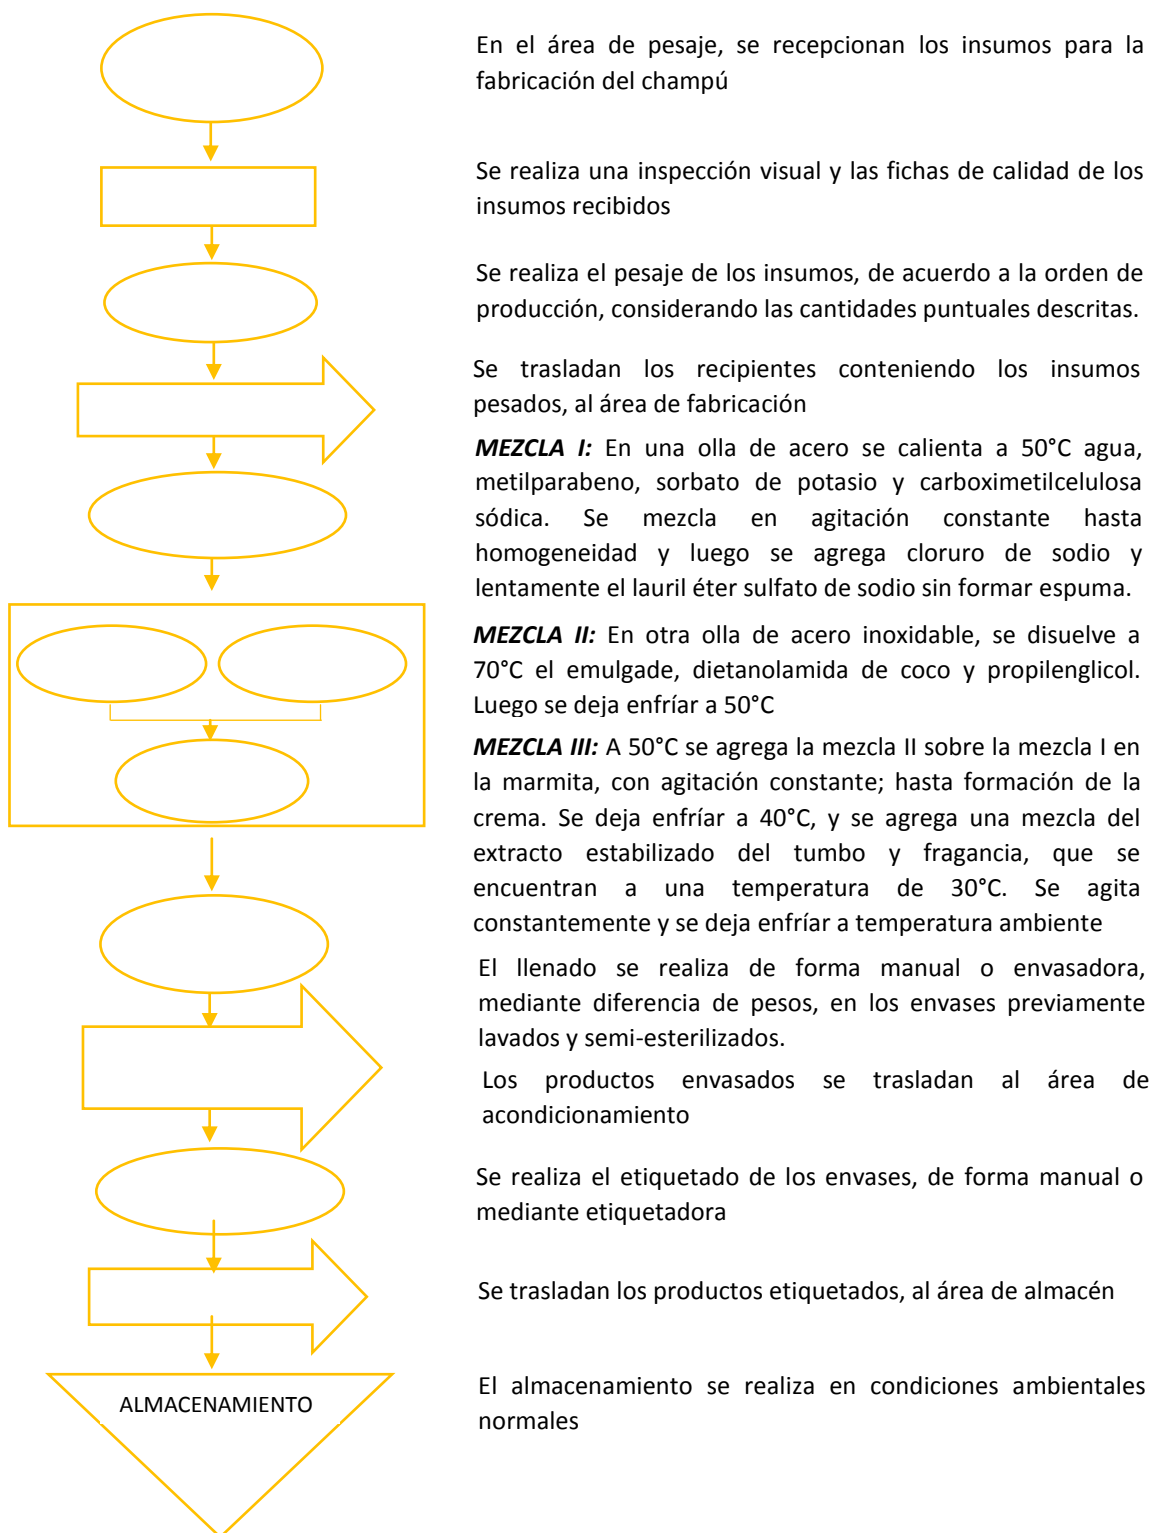 En el área de pesaje, se recepcionan los insumos para la
fabricación del champú
Se realiza una inspección visual y las fichas de calidad de los
insumos recibidos
Se realiza el pesaje de los insumos, de acuerdo a la orden de
producción, considerando las cantidades puntuales descritas.
Se trasladan los recipientes conteniendo los insumos
pesados, al área de fabricación
MEZCLA I: En una olla de acero se calienta a 50°C agua,
metilparabeno, sorbato de potasio y carboximetilcelulosa
sódica. Se mezcla en agitación constante hasta
homogeneidad y luego se agrega cloruro de sodio y
lentamente el lauril éter sulfato de sodio sin formar espuma.
MEZCLA II: En otra olla de acero inoxidable, se disuelve a
70°C el emulgade, dietanolamida de coco y propilenglicol.
Luego se deja enfríar a 50°C
MEZCLA III: A 50°C se agrega la mezcla II sobre la mezcla I en
la marmita, con agitación constante; hasta formación de la
crema. Se deja enfríar a 40°C, y se agrega una mezcla del
extracto estabilizado del tumbo y fragancia, que se
encuentran a una temperatura de 30°C. Se agita
constantemente y se deja enfríar a temperatura ambiente
El llenado se realiza de forma manual o envasadora,
mediante diferencia de pesos, en los envases previamente
lavados y semi-esterilizados.
Los productos envasados se trasladan al área de
acondicionamiento
Se realiza el etiquetado de los envases, de forma manual o
mediante etiquetadora
Se trasladan los productos etiquetados, al área de almacén
ALMACENAMIENTO
El almacenamiento se realiza en condiciones ambientales
normales